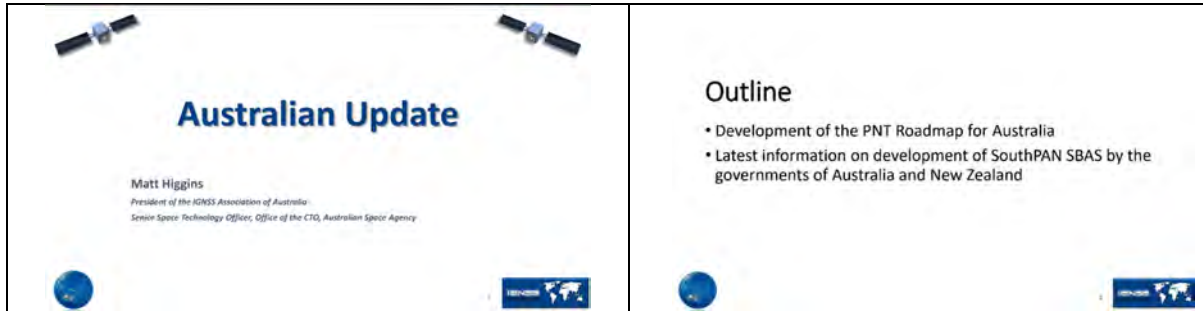 Australian Update
Matt Higgins
President of the IGNSS Association of Australia
Senior Space Technology Officer, Office of the CTO, Australian Space Agency
IGNSS
Outline
• Development of the PNT Roadmap for Australia
• Latest information on development of SouthPAN SBAS by the
governments of Australia and New Zealand
IGNSS